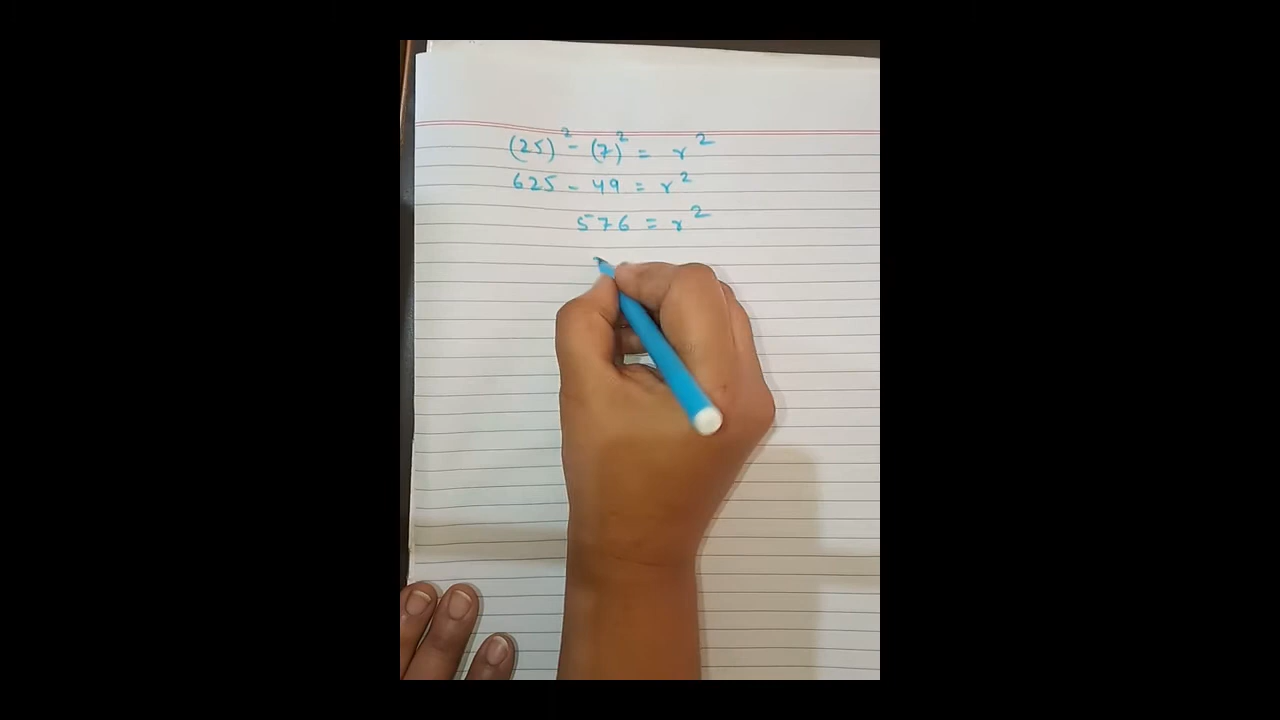 (25)² - (7)² = r²
625 - 49 = r²
576 = r²